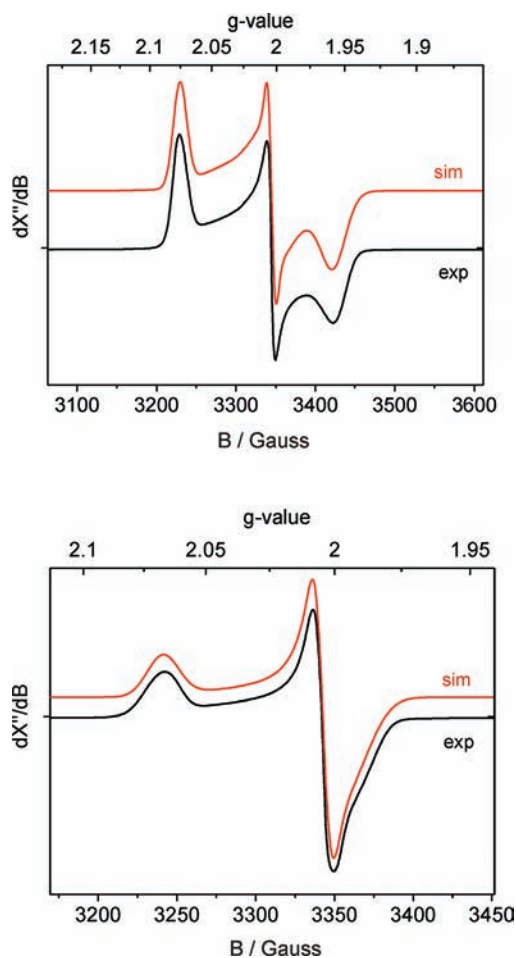 g-value
2.15 2.1 2.05 2 1.95 1.9
dX"/dB
sim
exp
3100 3200 3300 3400 3500 3600
B / Gauss
g-value
2.1 2.05 2 1.95
dX"/dB
sim
exp
3200 3250 3300 3350 3400 3450
B / Gauss